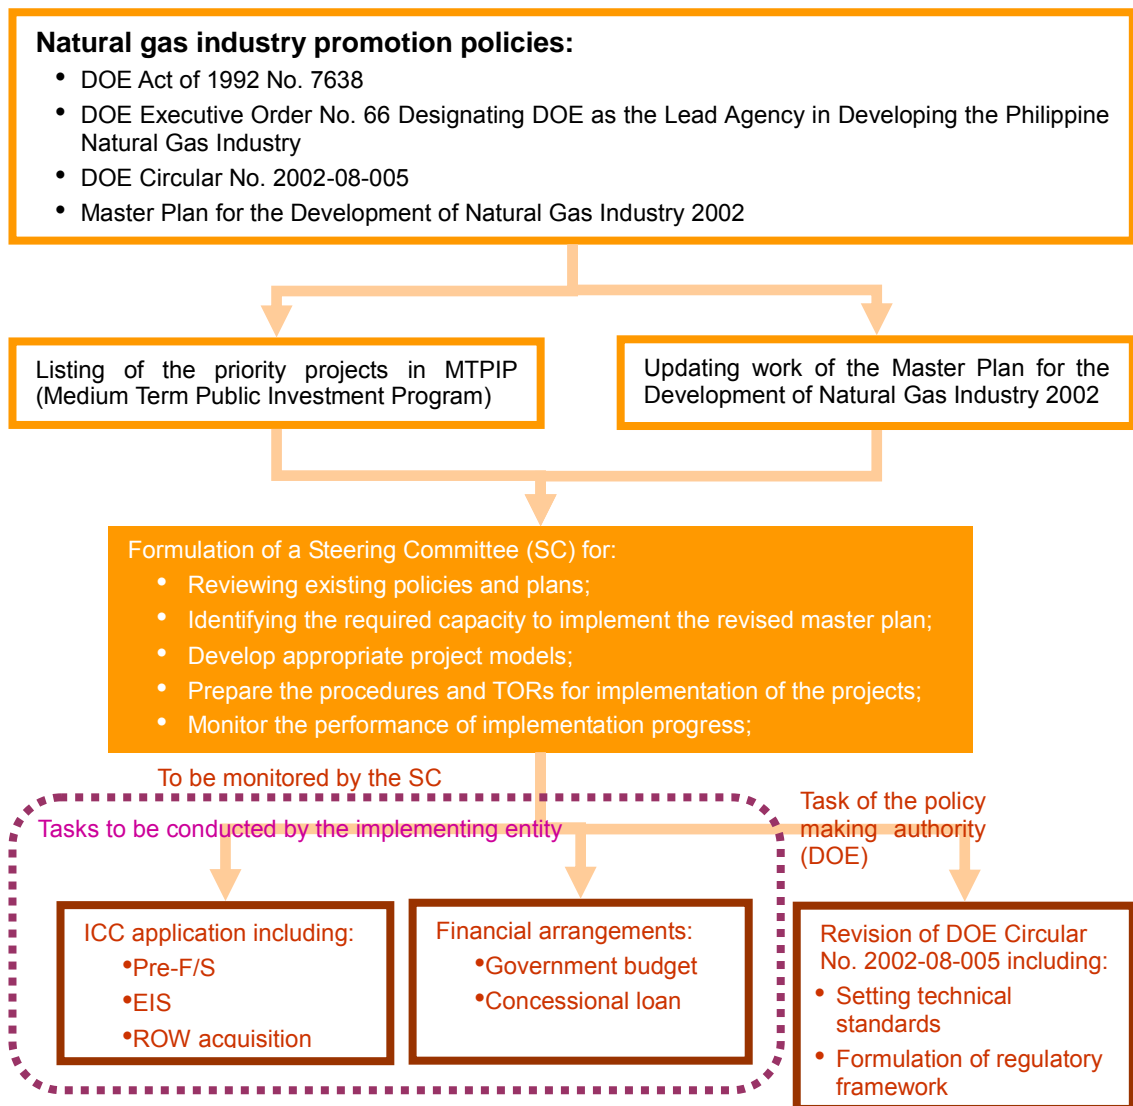 Natural gas industry promotion policies:
• DOE Act of 1992 No. 7638
• DOE Executive Order No. 66 Designating DOE as the Lead Agency in Developing the Philippine
Natural Gas Industry
• DOE Circular No. 2002-08-005
• Master Plan for the Development of Natural Gas Industry 2002
Listing of the priority projects in MTPIP
(Medium Term Public Investment Program)
Updating work of the Master Plan for the
Development of Natural Gas Industry 2002
Formulation of a Steering Committee (SC) for:
• Reviewing existing policies and plans;
• Identifying the required capacity to implement the revised master plan;
• Develop appropriate project models;
• Prepare the procedures and TORs for implementation of the projects;
• Monitor the performance of implementation progress;
To be monitored by the SC
Tasks to be conducted by the implementing entity
Task of the policy
making authority
(DOE)
ICC application including:
•Pre-F/S
•EIS
•ROW acquisition
Financial arrangements:
•Government budget
•Concessional loan
Revision of DOE Circular
No. 2002-08-005 including:
• Setting technical
standards
• Formulation of regulatory
framework